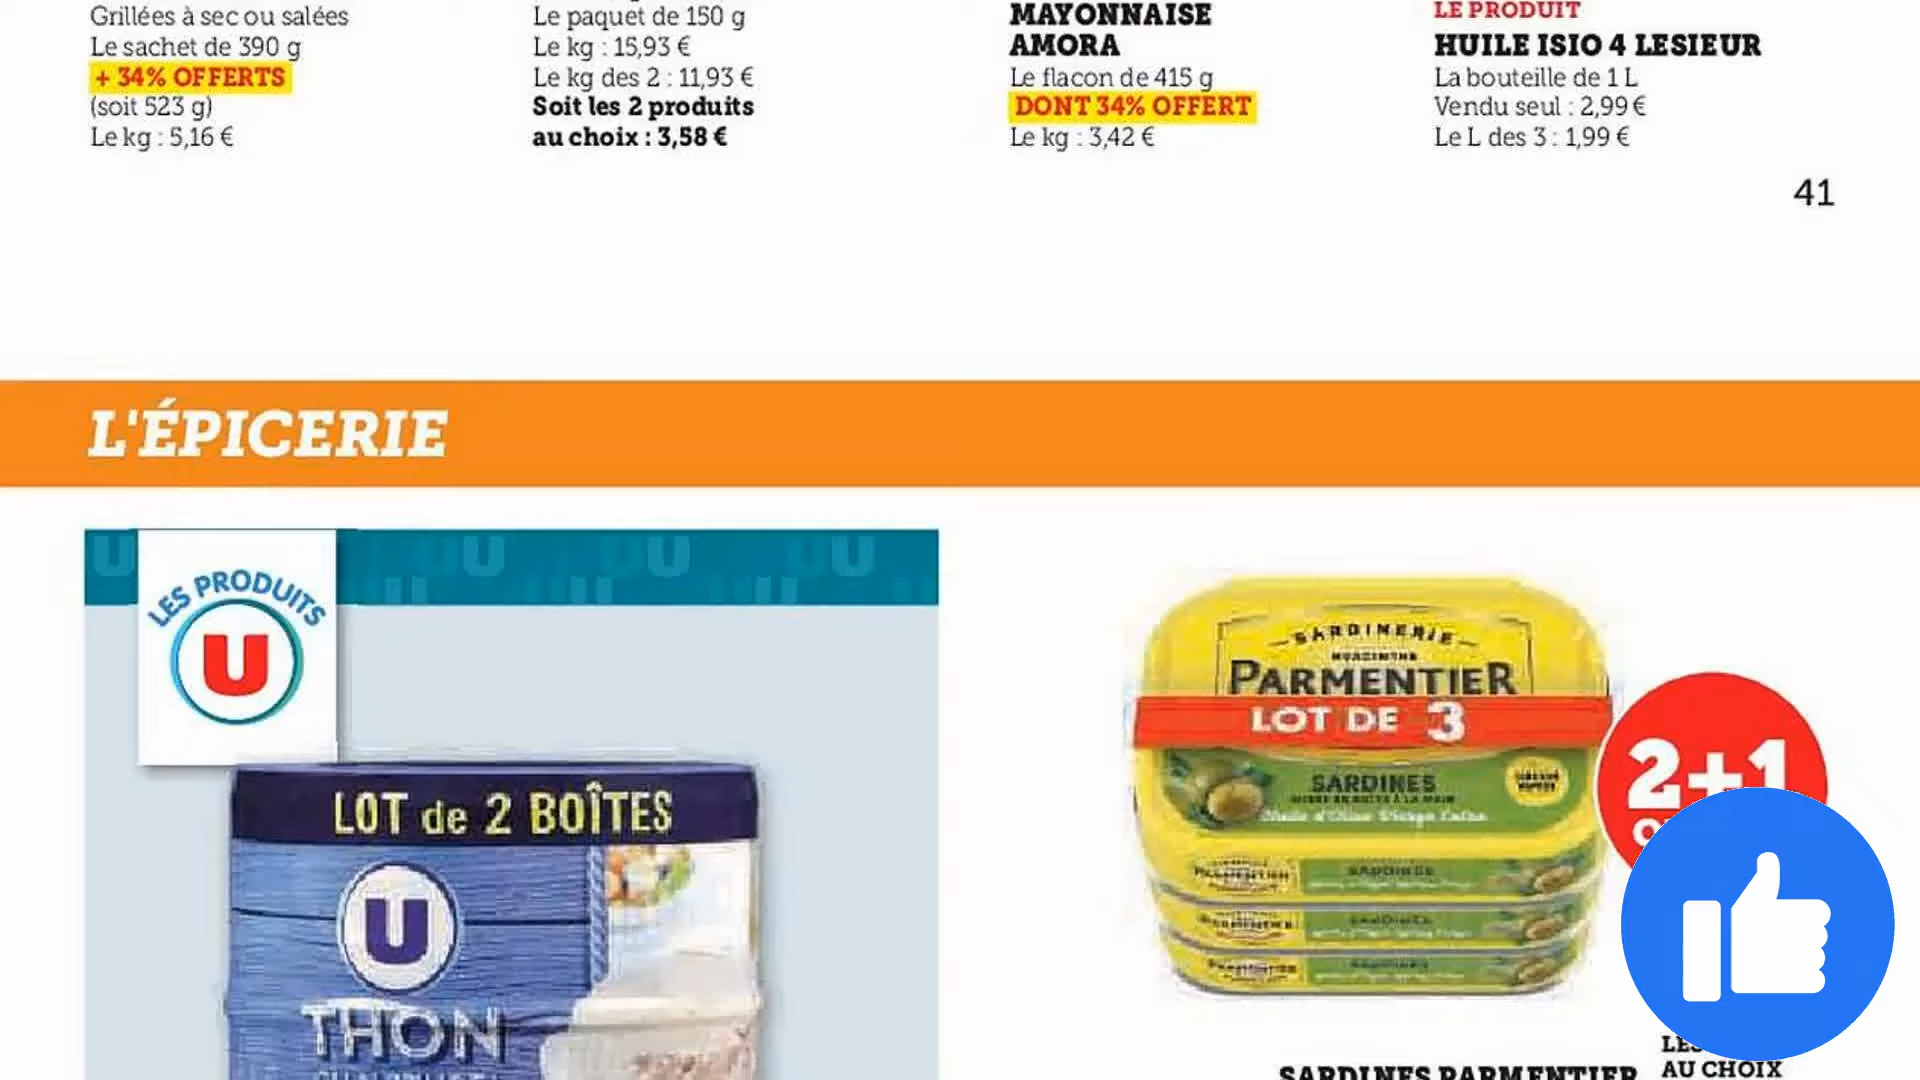 Grillées à sec ou salées
Le sachet de 390 g
+ 34% OFFERTS
(soit 523 g)
Le kg : 5,16 €
Le paquet de 150 g
Le kg : 15,93 €
Le kg des 2 : 11,93 €
Soit les 2 produits
au choix : 3,58 €
MAYONNAISE
AMORA
Le flacon de 415 g
DONT 34% OFFERT
Le kg : 3,42 €
LE PRODUIT
HUILE ISIO 4 LESIEUR
La bouteille de 1 L
Vendu seul : 2,99 €
Le L des 3 : 1,99 €
41
L'ÉPICERIE
LES PRODUITS
U
LOT de 2 BOÎTES
U
THON
SARDINERIE
PARMENTIER
LOT DE 3
SARDINES
Huile d'Olive Vierge Extra
2+1
SARDINES PARMENTIER
AU CHOIX